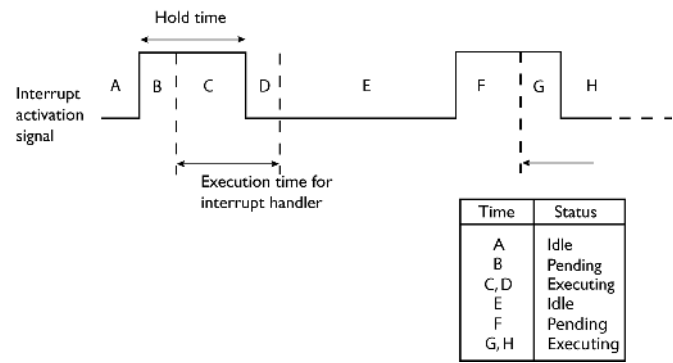 Hold time
A B C D E F G H
Interrupt
activation
signal
Execution time for
interrupt handler
Time Status
A Idle
B Pending
C, D Executing
E Idle
F Pending
G, H Executing